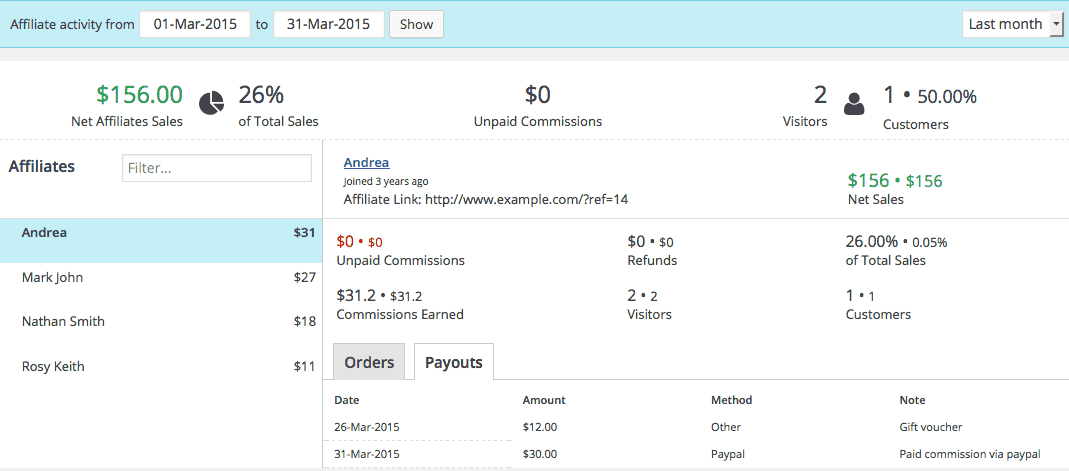 Affiliate activity from 01-Mar-2015 to 31-Mar-2015 Show Last month
$156.00 26% $0 2 1 • 50.00%
Net Affiliates Sales of Total Sales Unpaid Commissions Visitors Customers
Affiliates Filter...
Andrea $31
Mark John $27
Nathan Smith $18
Rosy Keith $11
Andrea
Joined 3 years ago
Affiliate Link: http://www.example.com/?ref=14
$156 • $156
Net Sales
$0 • $0 $0 • $0 26.00% • 0.05%
Unpaid Commissions Refunds of Total Sales
$31.2 • $31.2 2 • 2 1 • 1
Commissions Earned Visitors Customers
Orders Payouts
Date Amount Method Note
26-Mar-2015 $12.00 Other Gift voucher
31-Mar-2015 $30.00 Paypal Paid commission via paypal